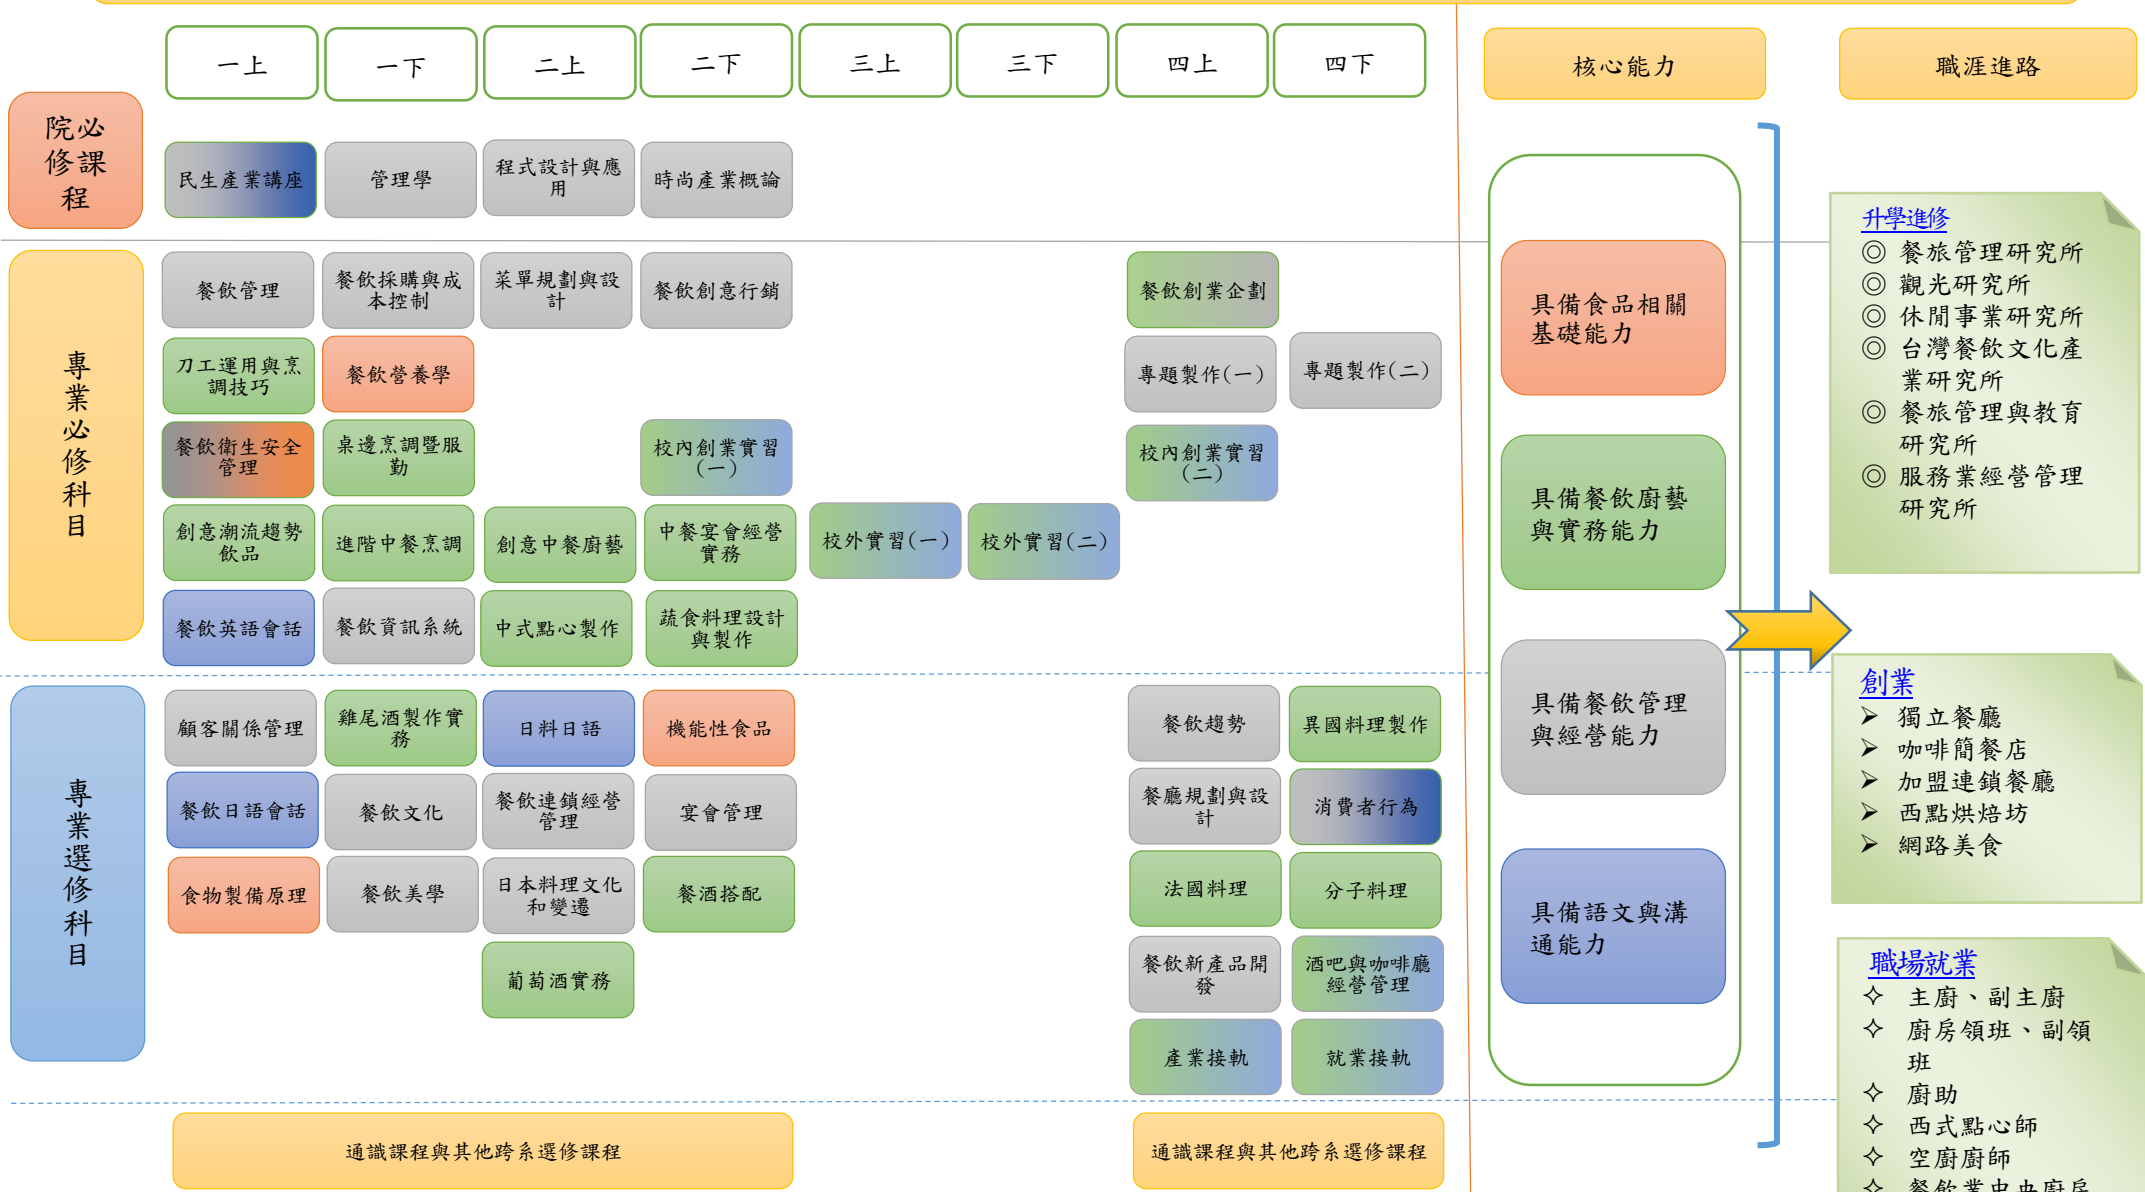 一上
一下
二上
二下
三上
三下
四上
四下
核心能力
職涯進路
院必
修課
程
民生產業講座
管理學
程式設計與應
用
時尚產業概論
專業必修科目
餐飲管理
餐飲採購與成
本控制
菜單規劃與設
計
餐飲創意行銷
餐飲創業企劃
刀工運用與烹
調技巧
餐飲營養學
專題製作(一)
專題製作(二)
餐飲衛生安全
管理
桌邊烹調暨服
勤
校內創業實習
(一)
校內創業實習
(二)
創意潮流趨勢
飲品
進階中餐烹調
創意中餐廚藝
中餐宴會經營
實務
校外實習(一)
校外實習(二)
餐飲英語會話
餐飲資訊系統
中式點心製作
蔬食料理設計
與製作
專業選修科目
顧客關係管理
雞尾酒製作實
務
日料日語
機能性食品
餐飲趨勢
異國料理製作
餐飲日語會話
餐飲文化
餐飲連鎖經營
管理
宴會管理
餐廳規劃與設
計
消費者行為
食物製備原理
餐飲美學
日本料理文化
和變遷
餐酒搭配
法國料理
分子料理
葡萄酒實務
餐飲新產品開
發
酒吧與咖啡廳
經營管理
產業接軌
就業接軌
通識課程與其他跨系選修課程
通識課程與其他跨系選修課程
具備食品相關
基礎能力
具備餐飲廚藝
與實務能力
具備餐飲管理
與經營能力
具備語文與溝
通能力
升學進修
◎ 餐旅管理研究所
◎ 觀光研究所
◎ 休閒事業研究所
◎ 台灣餐飲文化產
業研究所
◎ 餐旅管理與教育
研究所
◎ 服務業經營管理
研究所
創業
➢ 獨立餐廳
➢ 咖啡簡餐店
➢ 加盟連鎖餐廳
➢ 西點烘焙坊
➢ 網路美食
職場就業
✧ 主廚、副主廚
✧ 廚房領班、副領
班
✧ 廚助
✧ 西式點心師
✧ 空廚廚師
✧ 餐飲業中央廚房